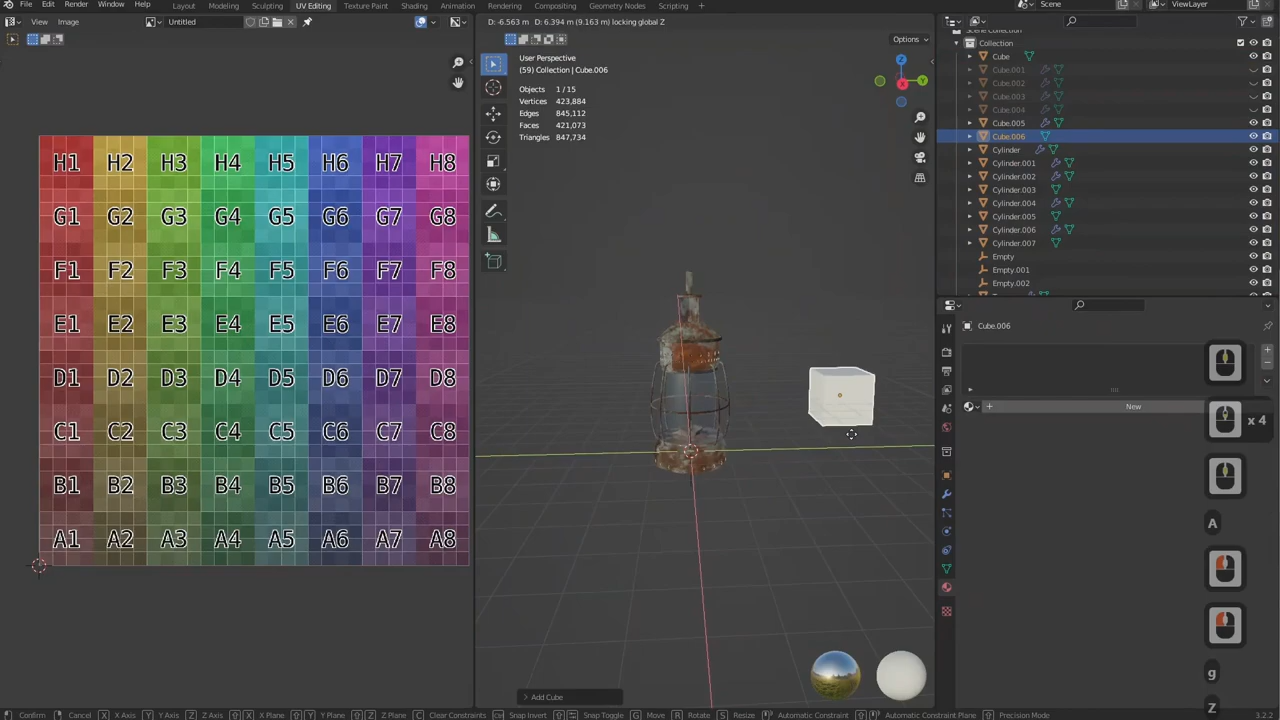 File Edit Render Window Help Layout Modeling Sculpting UV Editing Texture Paint Shading Animation Rendering Compositing Geometry Nodes Scripting Scene ViewLayer
View Image Untitled D: -6.563 m D: 6.394 m (9.163 m) locking global Z
Options
User Perspective
(59) Collection | Cube.006
Objects 1 / 15
Vertices 423,884
Edges 845,112
Faces 421,073
Triangles 847,734
Z
Y
X
H1 H2 H3 H4 H5 H6 H7 H8
G1 G2 G3 G4 G5 G6 G7 G8
F1 F2 F3 F4 F5 F6 F7 F8
E1 E2 E3 E4 E5 E6 E7 E8
D1 D2 D3 D4 D5 D6 D7 D8
C1 C2 C3 C4 C5 C6 C7 C8
B1 B2 B3 B4 B5 B6 B7 B8
A1 A2 A3 A4 A5 A6 A7 A8
Scene Collection
Collection
Cube
Cube.001
Cube.002
Cube.003
Cube.004
Cube.005
Cube.006
Cylinder
Cylinder.001
Cylinder.002
Cylinder.003
Cylinder.004
Cylinder.005
Cylinder.006
Cylinder.007
Empty
Empty.001
Empty.002
Cube.006
New
x 4
A
g
Z
Add Cube
Confirm Cancel X X Axis Y Y Axis Z Z Axis X X Plane Y Y Plane Z Z Plane C Clear Constraints Snap Invert Snap Toggle G Move R Rotate S Resize Automatic Constraint Automatic Constraint Plane Precision Mode 3.2.2